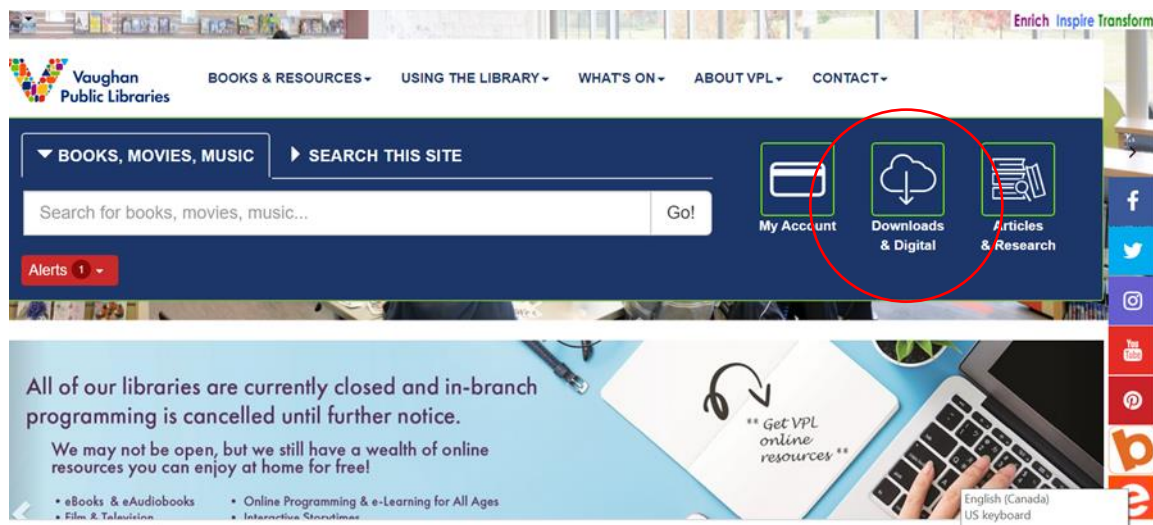 Enrich Inspire Transform
Vaughan
Public Libraries
BOOKS & RESOURCES
USING THE LIBRARY
WHAT'S ON
ABOUT VPL
CONTACT
BOOKS, MOVIES, MUSIC
SEARCH THIS SITE
Search for books, movies, music...
Go!
My Account
Downloads
& Digital
Articles
& Research
Alerts 1
All of our libraries are currently closed and in-branch
programming is cancelled until further notice.
We may not be open, but we still have a wealth of online
resources you can enjoy at home for free!
• eBooks & eAudiobooks
• Online Programming & e-Learning for All Ages
• Film & Television
• Interactive Storytimes
** Get VPL
online
resources **
You
Tube
English (Canada)
US keyboard